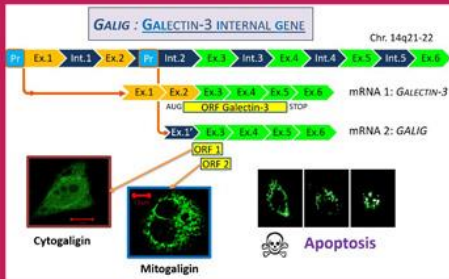 GALIG : GALECTIN-3 INTERNAL GENE
Chr. 14q21-22
Pr Ex.1 Int.1 Ex.2 Pr Int.2 Ex.3 Int.3 Ex.4 Int.4 Ex.5 Int.5 Ex.6
Ex.1 Ex.2 Ex.3 Ex.4 Ex.5 Ex.6 mRNA 1: GALECTIN-3
AUG ORF Galectin-3 STOP
Ex.1' Ex.3 Ex.4 Ex.5 Ex.6 mRNA 2: GALIG
ORF 1
ORF 2
Cytogaligin
Mitogaligin
Apoptosis